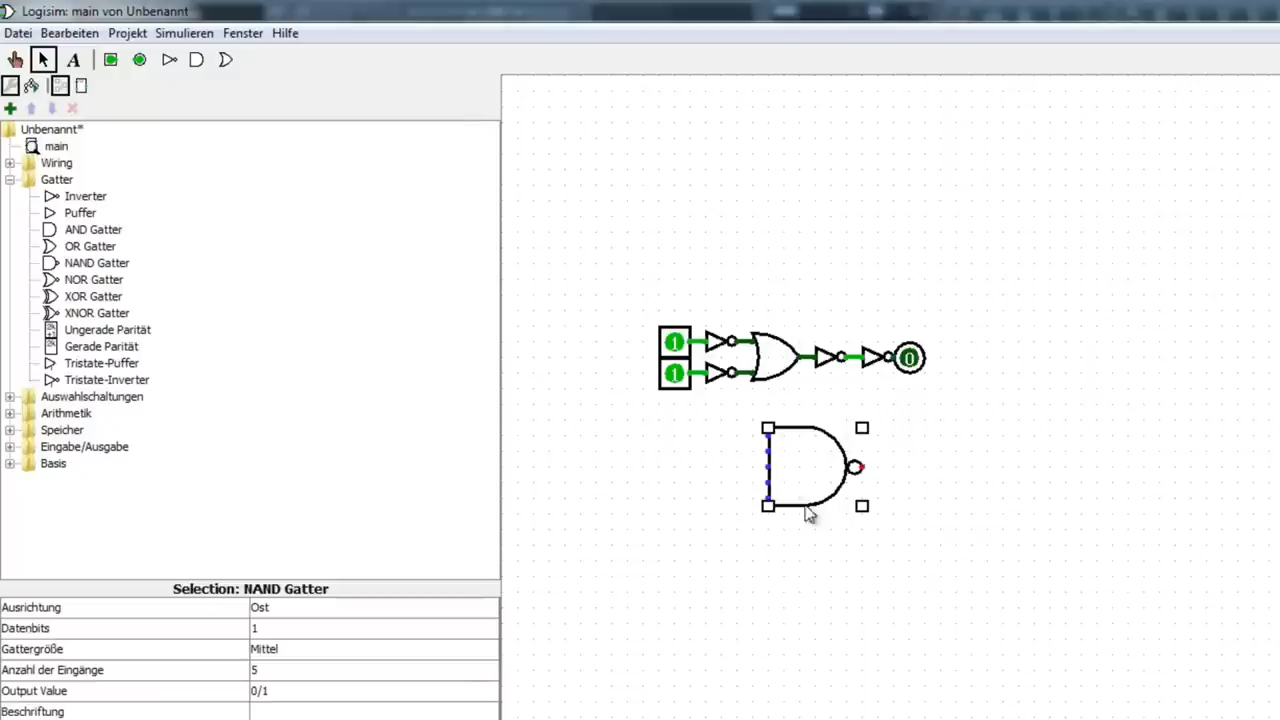 Logisim: main von Unbenannt
Datei Bearbeiten Projekt Simulieren Fenster Hilfe
A
Unbenannt*
main
Wiring
Gatter
Inverter
Puffer
AND Gatter
OR Gatter
NAND Gatter
NOR Gatter
XOR Gatter
XNOR Gatter
Ungerade Parität
Gerade Parität
Tristate-Puffer
Tristate-Inverter
Auswahlschaltungen
Arithmetik
Speicher
Eingabe/Ausgabe
Basis
1
1
0
Selection: NAND Gatter
Ausrichtung Ost
Datenbits 1
Gattergröße Mittel
Anzahl der Eingänge 5
Output Value 0/1
Beschriftung